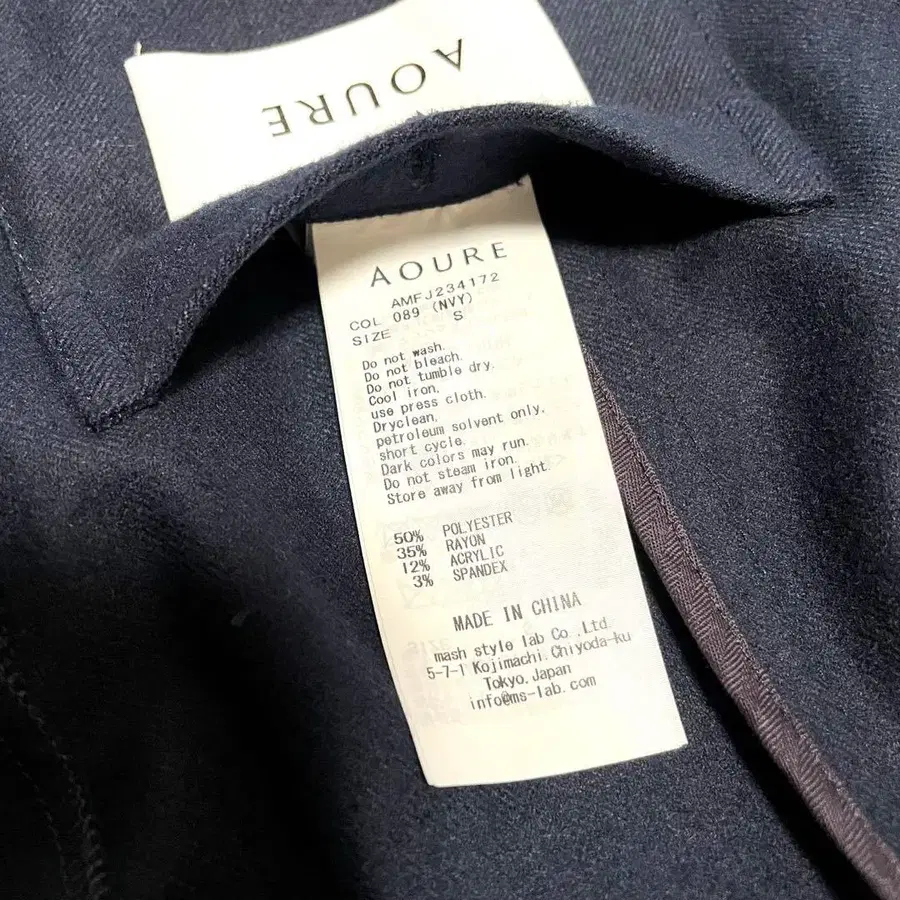 AOURE
AOURE
AMFJ234172
COL 089 (NVY)
SIZE S
Do not wash.
Do not bleach.
Do not tumble dry.
Cool iron.
use press cloth.
Dryclean.
petroleum solvent only.
short cycle.
Dark colors may run.
Do not steam iron.
Store away from light.
50% POLYESTER
35% RAYON
12% ACRYLIC
3% SPANDEX
MADE IN CHINA
mash style lab Co.,Ltd.
5-7-1 Kojimachi.Chiyoda-ku
Tokyo.Japan
info@ms-lab.com